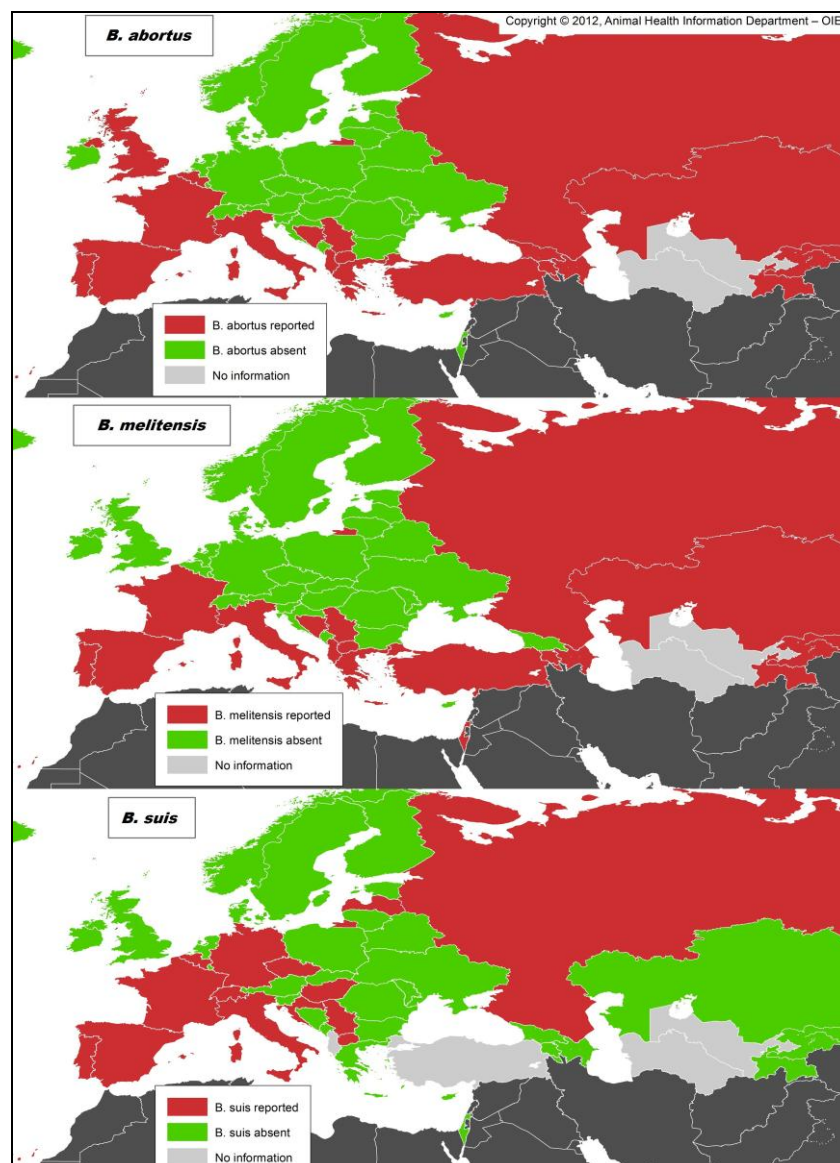 Copyright © 2012, Animal Health Information Department – OIE
B. abortus
B. abortus reported
B. abortus absent
No information
B. melitensis
B. melitensis reported
B. melitensis absent
No information
B. suis
B. suis reported
B. suis absent
No information